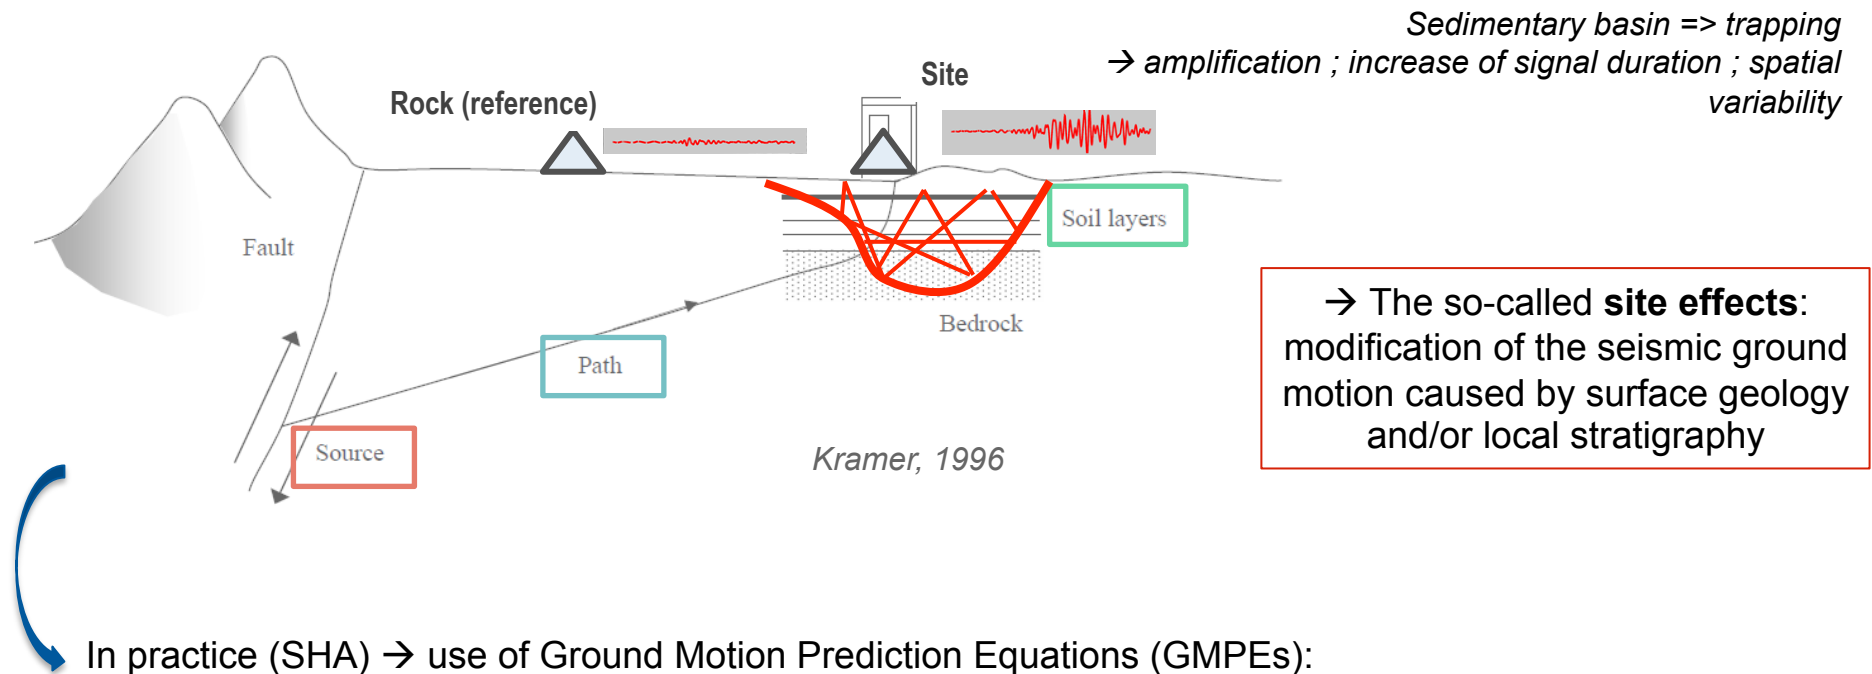 Sedimentary basin => trapping
→ amplification ; increase of signal duration ; spatial
variability
Site
Rock (reference)
Soil layers
Fault
Bedrock
Path
Source
Kramer, 1996
→ The so-called site effects:
modification of the seismic ground
motion caused by surface geology
and/or local stratigraphy
In practice (SHA) → use of Ground Motion Prediction Equations (GMPEs):